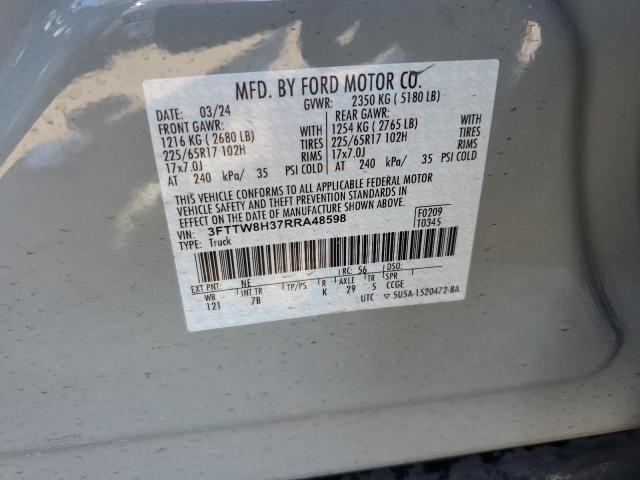 MFD. BY FORD MOTOR CO.
DATE: 03/24 GVWR: 2350 KG ( 5180 LB)
FRONT GAWR: REAR GAWR:
1216 KG ( 2680 LB) WITH 1254 KG ( 2765 LB) WITH
225/65R17 102H TIRES 225/65R17 102H TIRES
17x7.0J RIMS 17x7.0J RIMS
AT 240 kPa/ 35 PSI COLD AT 240 kPa/ 35 PSI COLD
THIS VEHICLE CONFORMS TO ALL APPLICABLE FEDERAL MOTOR
VEHICLE SAFETY AND THEFT PREVENTION STANDARDS IN
EFFECT ON THE DATE OF MANUFACTURE SHOWN ABOVE.
VIN: 3FTTW8H37RRA48598 F0209
TYPE: Truck T0345
EXT PNT: NE RC: 56 DSO:
WB INT TR TP/PS R AXLE TR SPR
121 7B K 29 5 CCGE
UTC ▽ 5U5A-1520472-BA